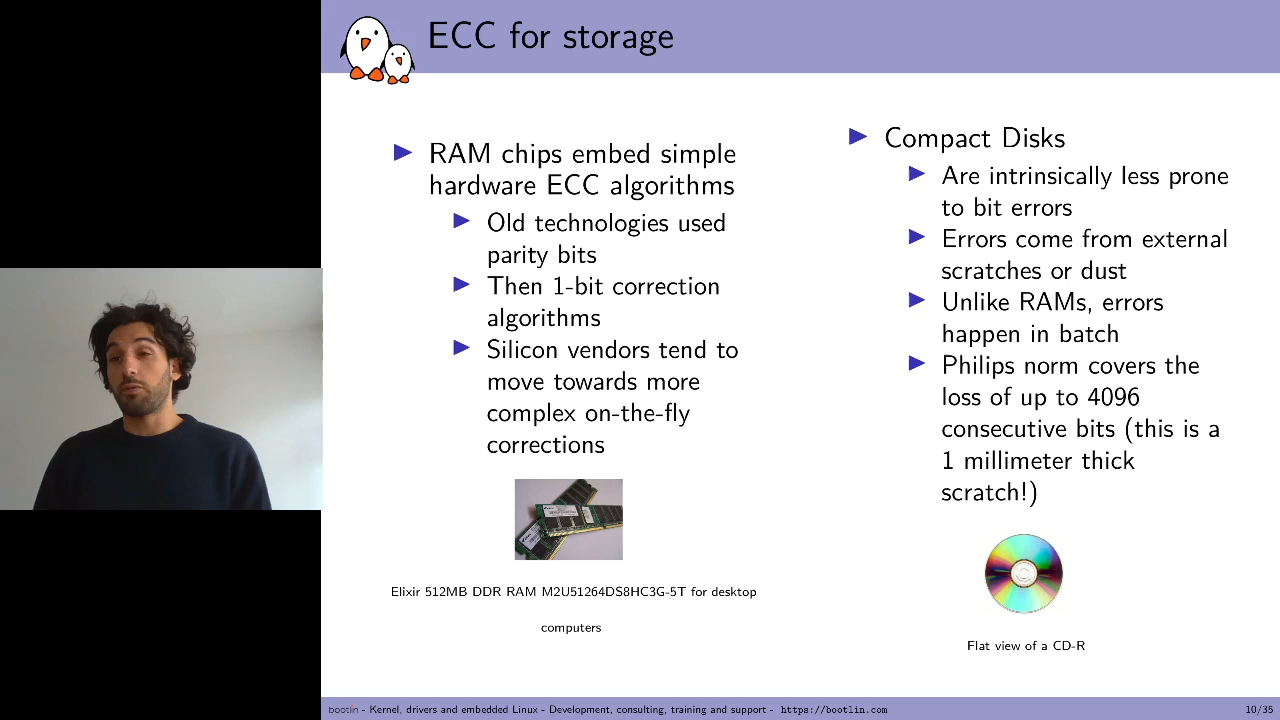 ECC for storage
RAM chips embed simple
hardware ECC algorithms
Old technologies used
parity bits
Then 1-bit correction
algorithms
Silicon vendors tend to
move towards more
complex on-the-fly
corrections
Elixir 512MB DDR RAM M2U51264DS8HC3G-5T for desktop
computers
Compact Disks
Are intrinsically less prone
to bit errors
Errors come from external
scratches or dust
Unlike RAMs, errors
happen in batch
Philips norm covers the
loss of up to 4096
consecutive bits (this is a
1 millimeter thick
scratch!)
Flat view of a CD-R
bootlin - Kernel, drivers and embedded Linux - Development, consulting, training and support - https://bootlin.com
10/35